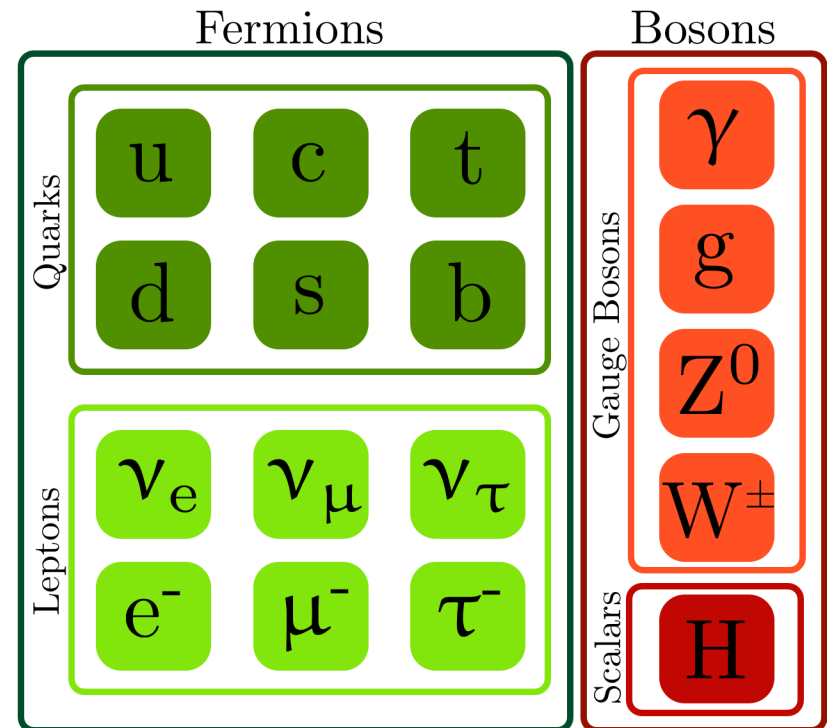 Fermions
Bosons
Quarks
u c t
d s b
Leptons
νe νμ ντ
e- μ- τ-
Gauge Bosons
γ
g
Z⁰
W±
Scalars
H